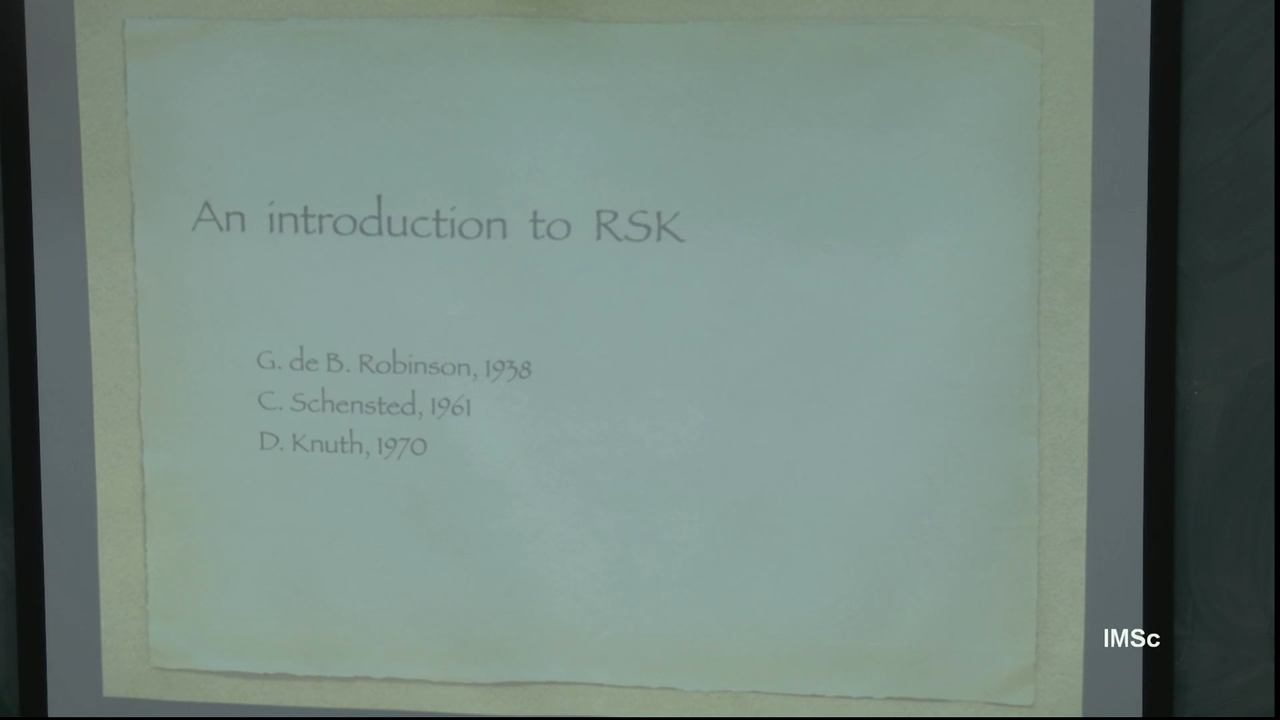 An introduction to RSK
G. de B. Robinson, 1938
C. Schensted, 1961
D. Knuth, 1970
IMSc